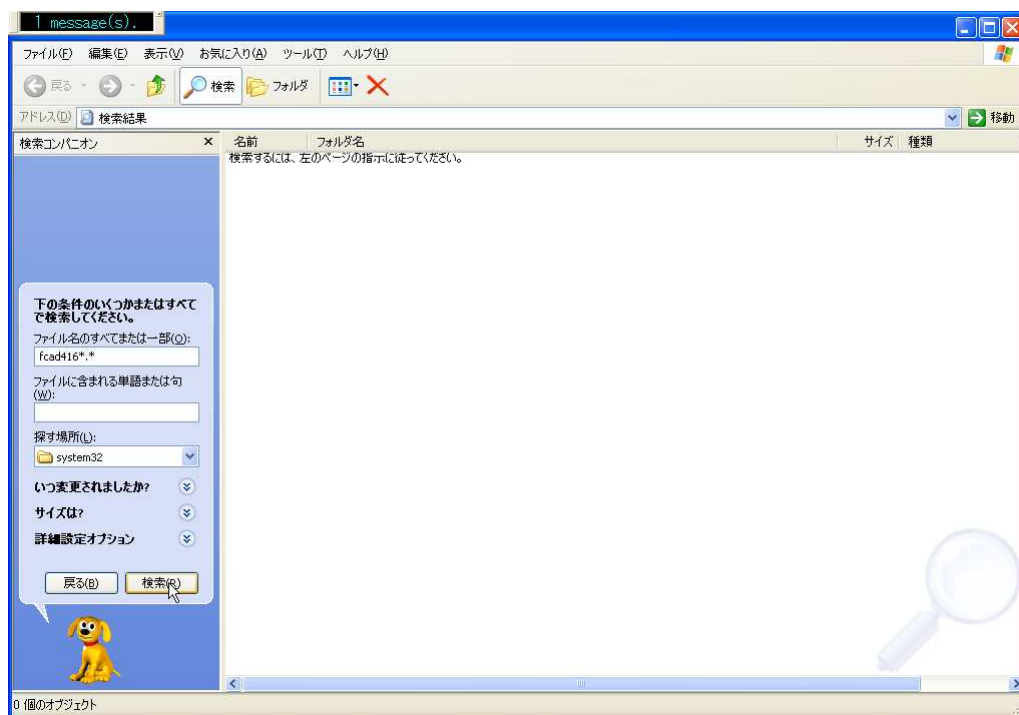 1 message(s).
ファイル(F) 編集(E) 表示(V) お気に入り(A) ツール(T) ヘルプ(H)
戻る 検索 フォルダ
アドレス(D) 検索結果 移動
検索コンパニオン × 名前 フォルダ名 サイズ 種類
検索するには、左のページの指示に従ってください。
下の条件のいくつかまたはすべて
で検索してください。
ファイル名のすべてまたは一部(O):
fcad416*.*
ファイルに含まれる単語または句
(W):
探す場所(L):
system32
いつ変更されましたか?
サイズは?
詳細設定オプション
戻る(B) 検索(R)
0 個のオブジェクト